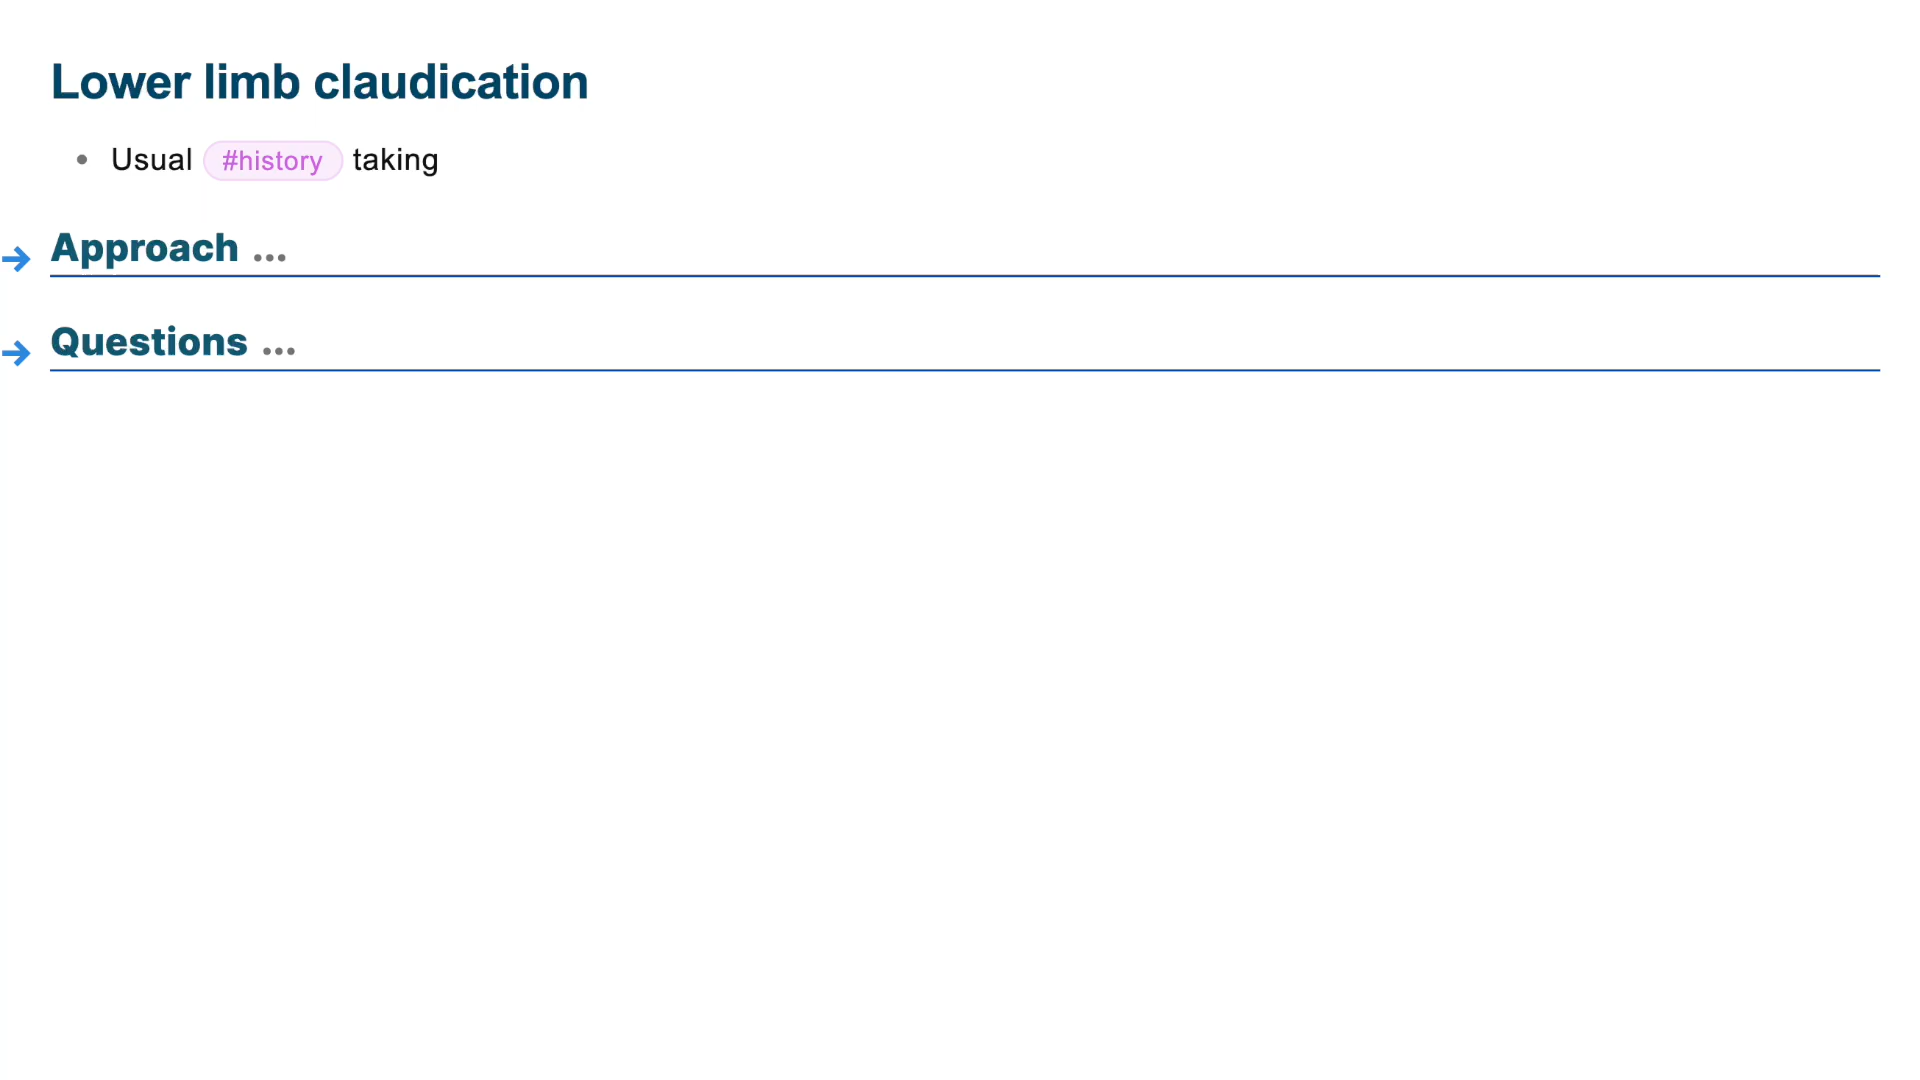 Lower limb claudication
• Usual #history taking
Approach ...
Questions ...